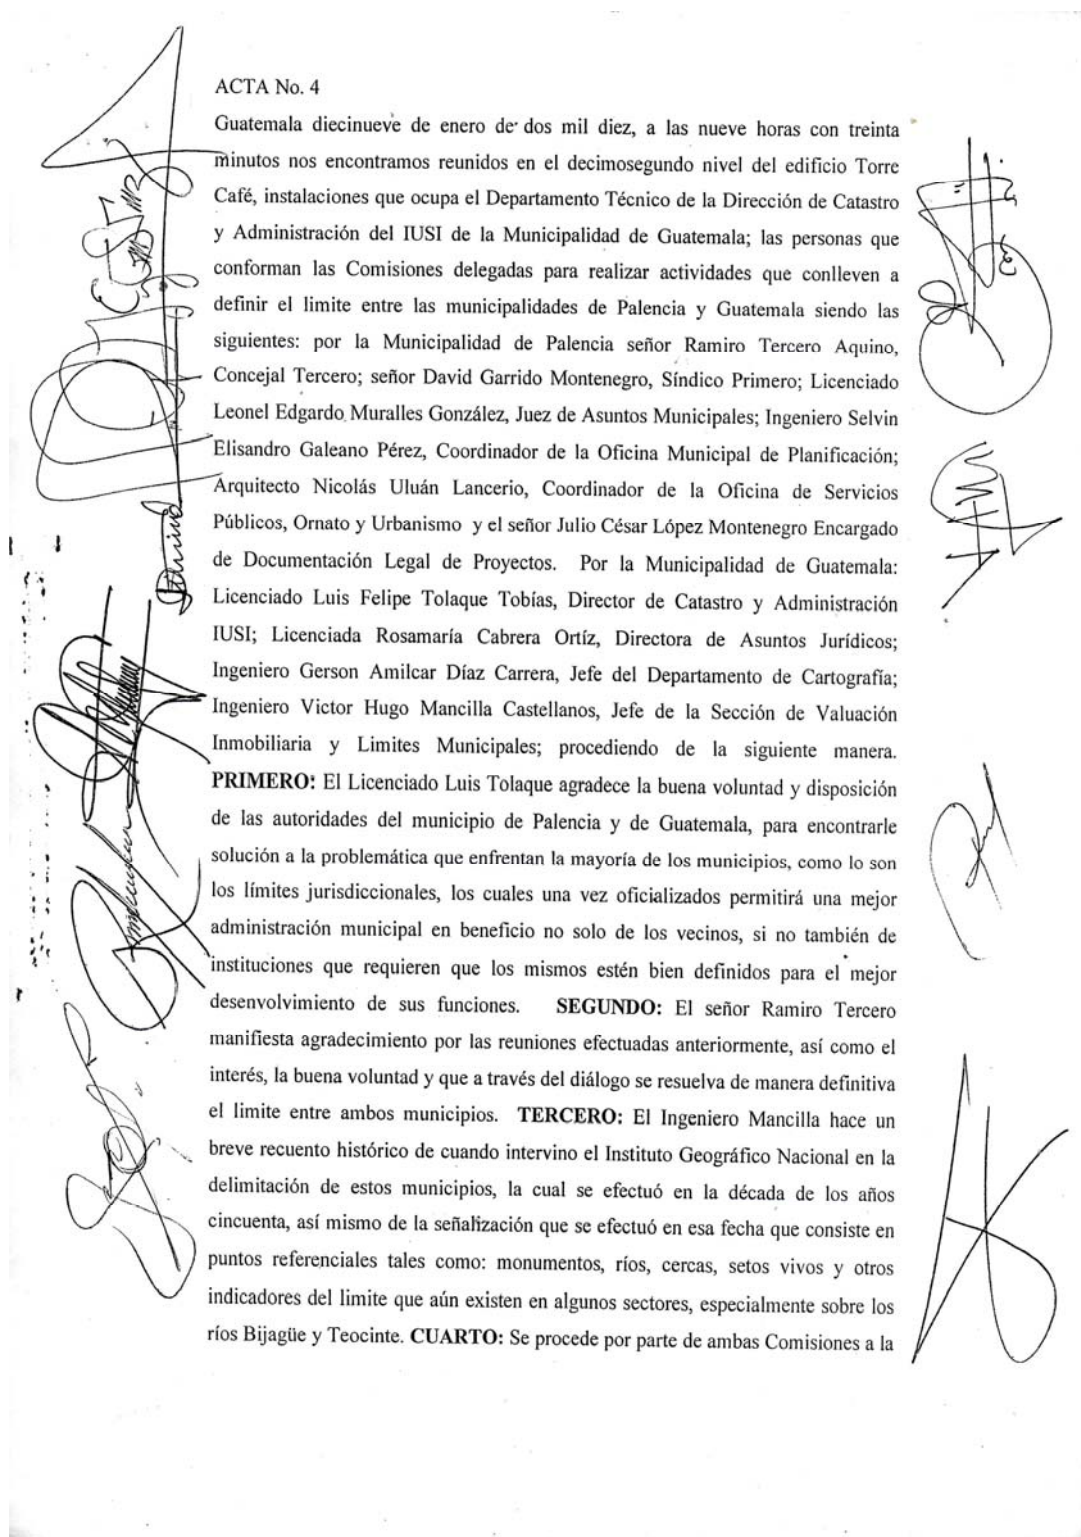 ACTA No. 4
Guatemala diecinueve de enero de dos mil diez, a las nueve horas con treinta
minutos nos encontramos reunidos en el decimosegundo nivel del edificio Torre
Café, instalaciones que ocupa el Departamento Técnico de la Dirección de Catastro
y Administración del IUSI de la Municipalidad de Guatemala; las personas que
conforman las Comisiones delegadas para realizar actividades que conlleven a
definir el limite entre las municipalidades de Palencia y Guatemala siendo las
siguientes: por la Municipalidad de Palencia señor Ramiro Tercero Aquino,
Concejal Tercero; señor David Garrido Montenegro, Síndico Primero; Licenciado
Leonel Edgardo Muralles González, Juez de Asuntos Municipales; Ingeniero Selvin
Elisandro Galeano Pérez, Coordinador de la Oficina Municipal de Planificación;
Arquitecto Nicolás Uluán Lancerio, Coordinador de la Oficina de Servicios
Públicos, Ornato y Urbanismo y el señor Julio César López Montenegro Encargado
de Documentación Legal de Proyectos. Por la Municipalidad de Guatemala:
Licenciado Luis Felipe Tolaque Tobías, Director de Catastro y Administración
IUSI; Licenciada Rosamaría Cabrera Ortíz, Directora de Asuntos Jurídicos;
Ingeniero Gerson Amilcar Díaz Carrera, Jefe del Departamento de Cartografía;
Ingeniero Victor Hugo Mancilla Castellanos, Jefe de la Sección de Valuación
Inmobiliaria y Limites Municipales; procediendo de la siguiente manera.
PRIMERO: El Licenciado Luis Tolaque agradece la buena voluntad y disposición
de las autoridades del municipio de Palencia y de Guatemala, para encontrarle
solución a la problemática que enfrentan la mayoría de los municipios, como lo son
los límites jurisdiccionales, los cuales una vez oficializados permitirá una mejor
administración municipal en beneficio no solo de los vecinos, si no también de
instituciones que requieren que los mismos estén bien definidos para el mejor
desenvolvimiento de sus funciones. SEGUNDO: El señor Ramiro Tercero
manifiesta agradecimiento por las reuniones efectuadas anteriormente, así como el
interés, la buena voluntad y que a través del diálogo se resuelva de manera definitiva
el limite entre ambos municipios. TERCERO: El Ingeniero Mancilla hace un
breve recuento histórico de cuando intervino el Instituto Geográfico Nacional en la
delimitación de estos municipios, la cual se efectuó en la década de los años
cincuenta, así mismo de la señalización que se efectuó en esa fecha que consiste en
puntos referenciales tales como: monumentos, ríos, cercas, setos vivos y otros
indicadores del limite que aún existen en algunos sectores, especialmente sobre los
ríos Bijagüe y Teocinte. CUARTO: Se procede por parte de ambas Comisiones a la